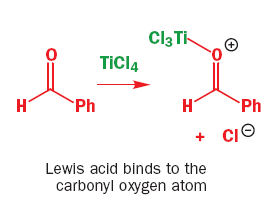 Cl3Ti
O ⊕
O
TiCl4
H Ph
H Ph
+ Cl⊖
Lewis acid binds to the
carbonyl oxygen atom